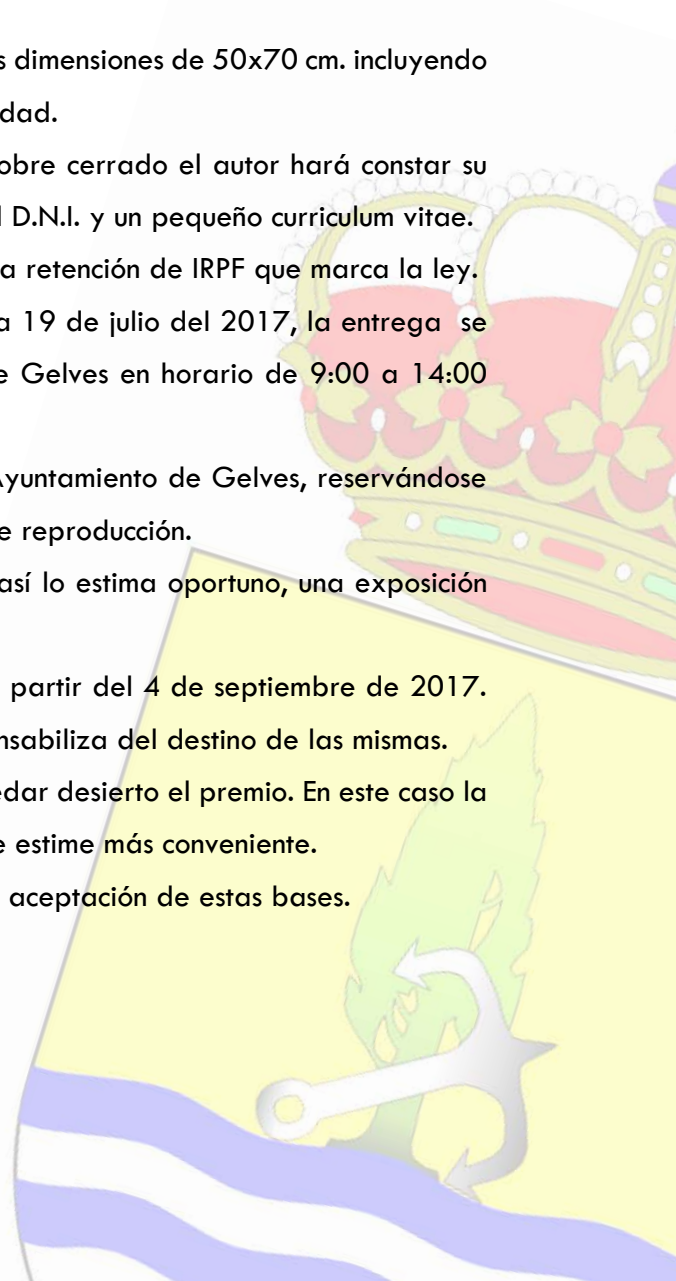 s dimensiones de 50x70 cm. incluyendo
dad.
obre cerrado el autor hará constar su
l D.N.I. y un pequeño curriculum vitae.
a retención de IRPF que marca la ley.
a 19 de julio del 2017, la entrega se
e Gelves en horario de 9:00 a 14:00
Ayuntamiento de Gelves, reservándose
e reproducción.
así lo estima oportuno, una exposición
partir del 4 de septiembre de 2017.
nsabiliza del destino de las mismas.
edar desierto el premio. En este caso la
e estime más conveniente.
aceptación de estas bases.